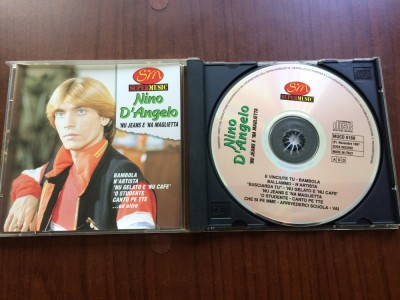 SM
SUPERMUSIC
Nino
D'Angelo
'NU JEANS E 'NA MAGLIETTA
BAMBOLA
N'ARTISTA
'NU GELATO E 'NU CAFE'
'O STUDENTE
CANTO PE TTE
...ed altre
SM
SUPERMUSIC
Nino
D'Angelo
'NU JEANS E 'NA MAGLIETTA
E VINCIUTE TU - BAMBOLA
BALLAMMO - N'ARTISTA
'NU GELATO E 'NU CAFE'
'NU JEANS E 'NA MAGLIETTA
'O STUDENTE - CANTO PE TTE
CHE SI PE MME - ARRIVEDERCI SCUOLA - VAI